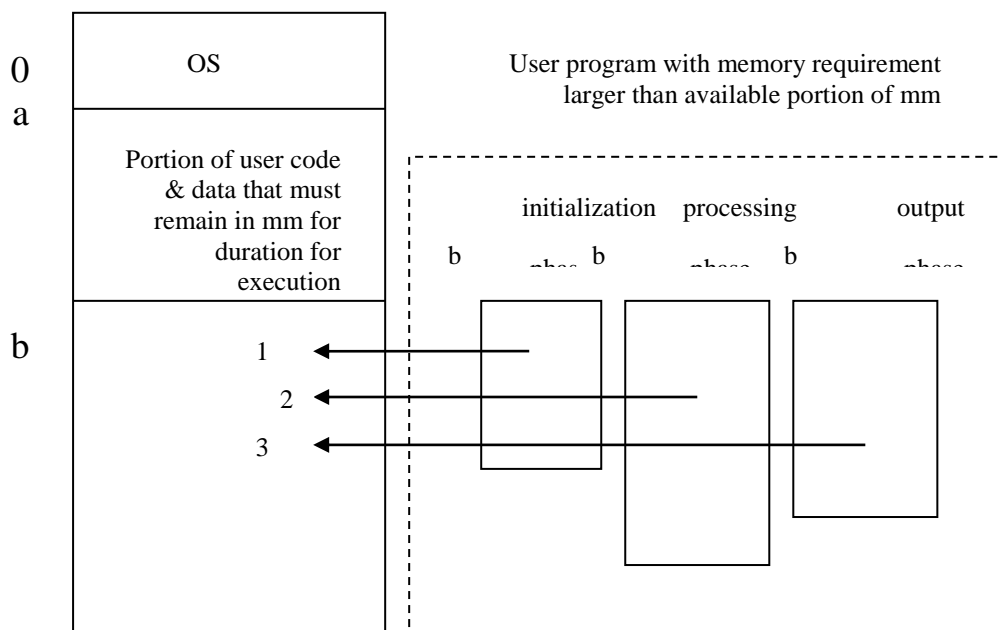 0
OS
a
User program with memory requirement
larger than available portion of mm
Portion of user code
& data that must
remain in mm for
duration for
execution
initialization processing output
b b b
b
1
2
3